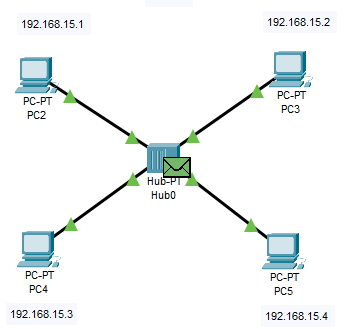 192.168.15.1
192.168.15.2
PC-PT
PC2
PC-PT
PC3
Hub-PT
Hub0
PC-PT
PC4
PC-PT
PC5
192.168.15.3
192.168.15.4